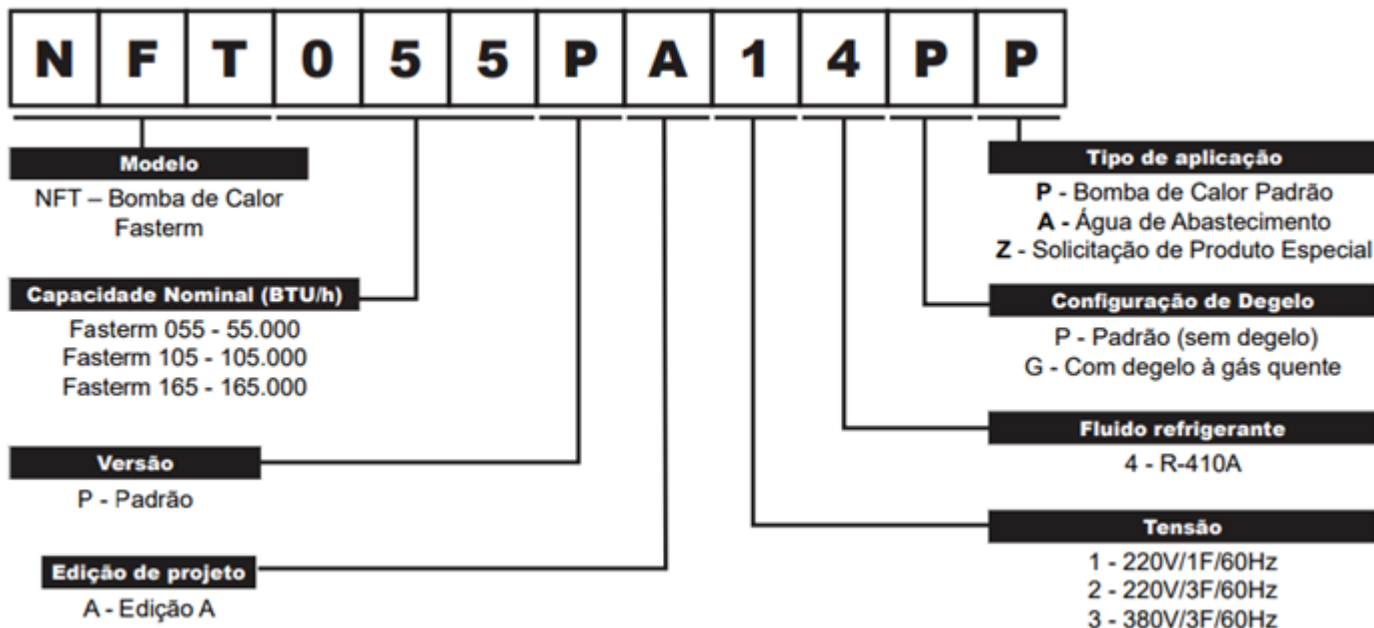 N F T 0 5 5 P A 1 4 P P
Modelo
NFT – Bomba de Calor
Fasterm
Capacidade Nominal (BTU/h)
Fasterm 055 - 55.000
Fasterm 105 - 105.000
Fasterm 165 - 165.000
Versão
P - Padrão
Edição de projeto
A - Edição A
Tipo de aplicação
P - Bomba de Calor Padrão
A - Água de Abastecimento
Z - Solicitação de Produto Especial
Configuração de Degelo
P - Padrão (sem degelo)
G - Com degelo à gás quente
Fluido refrigerante
4 - R-410A
Tensão
1 - 220V/1F/60Hz
2 - 220V/3F/60Hz
3 - 380V/3F/60Hz